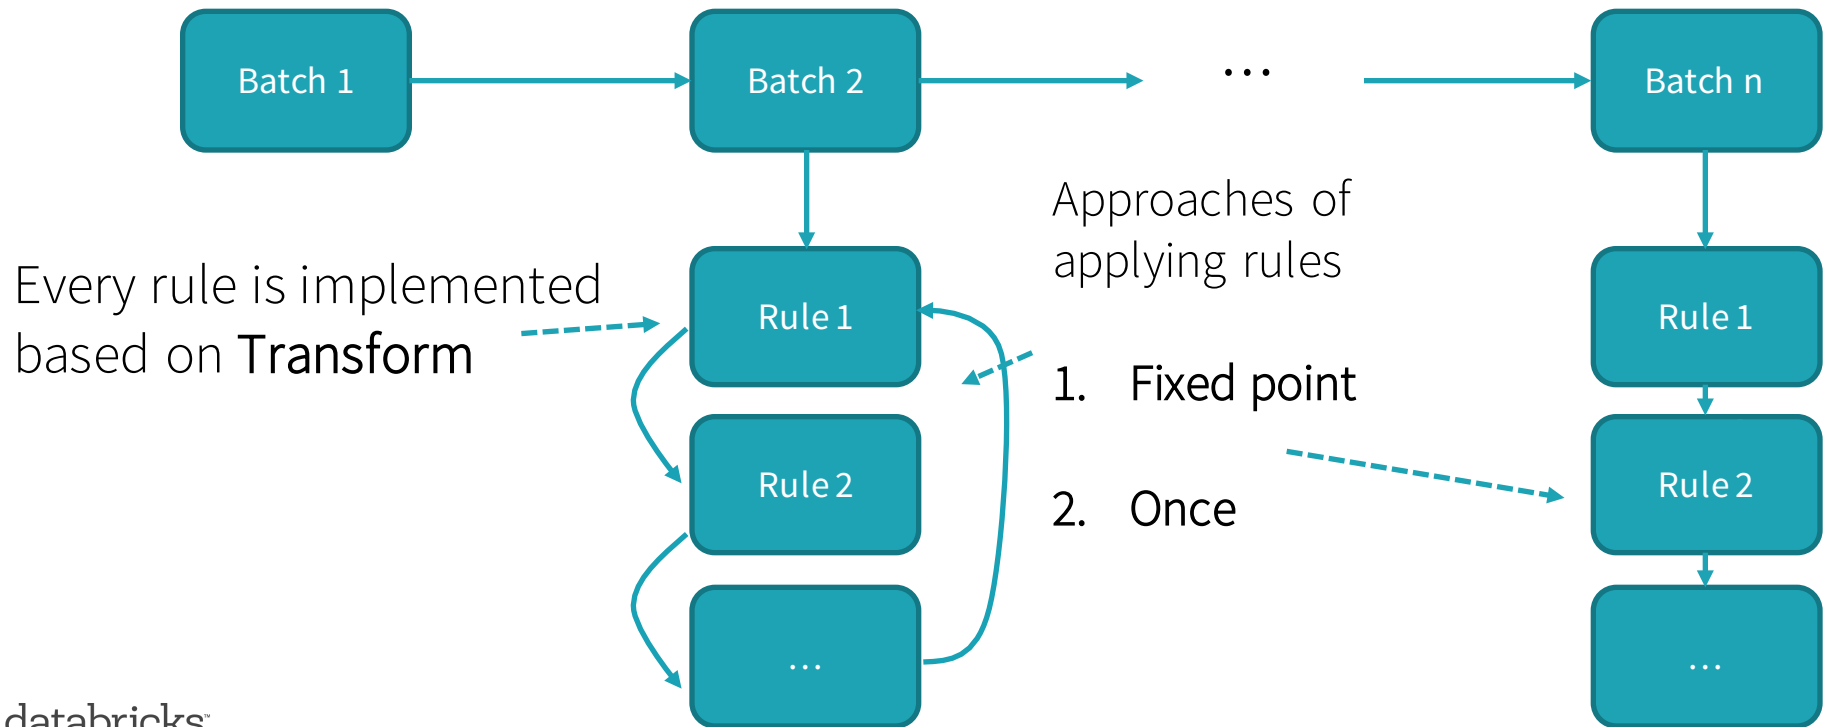 Batch 1
Batch 2
...
Batch n
Approaches of
applying rules
Every rule is implemented
based on Transform
Rule 1
Rule 1
1. Fixed point
Rule 2
Rule 2
2. Once
...
...
databricks™